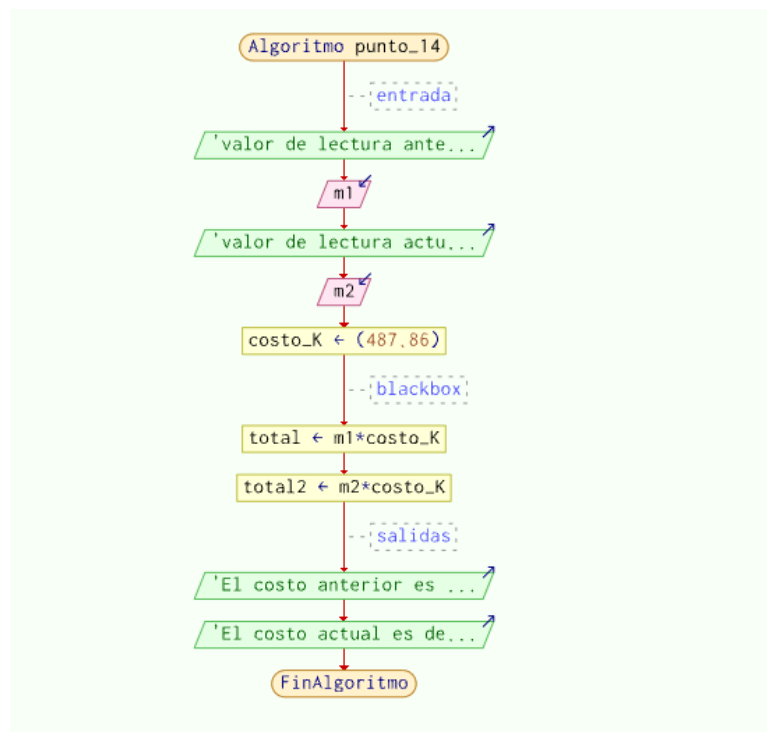 Algoritmo punto_14
entrada
'valor de lectura ante...
m1
'valor de lectura actu...
m2
costo_K ← (487.86)
blackbox
total ← m1*costo_K
total2 ← m2*costo_K
salidas
'El costo anterior es ...
'El costo actual es de...
FinAlgoritmo